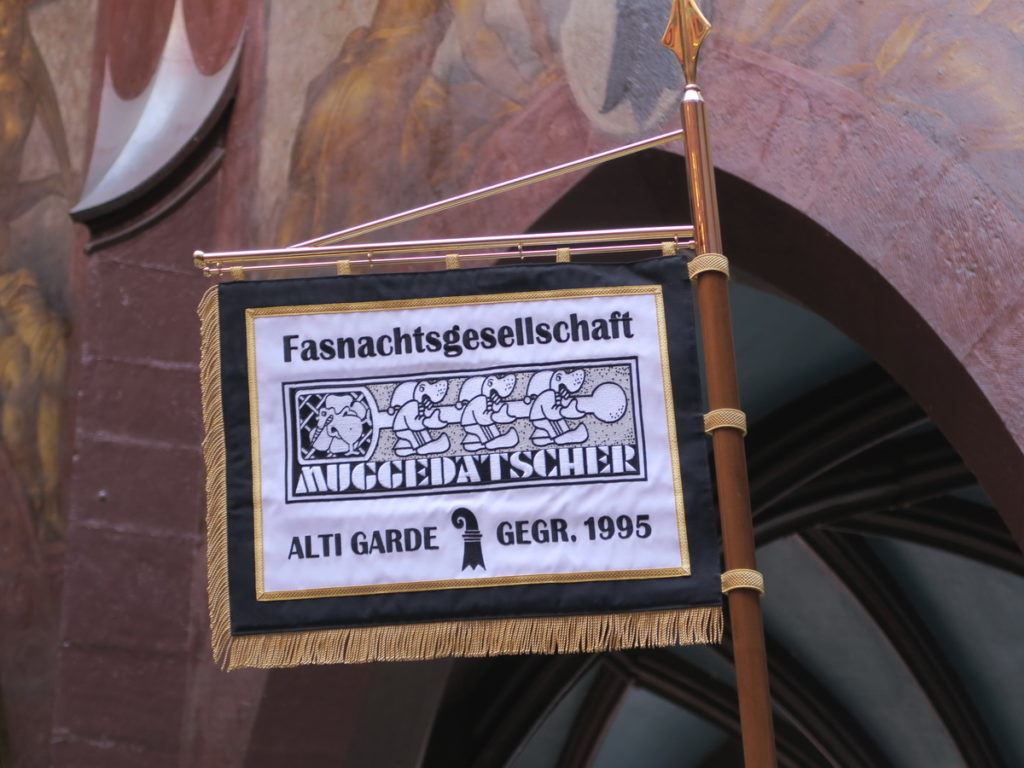 Fasnachtsgesellschaft
MUGGEDÄTSCHER
ALTI GARDE GEGR. 1995